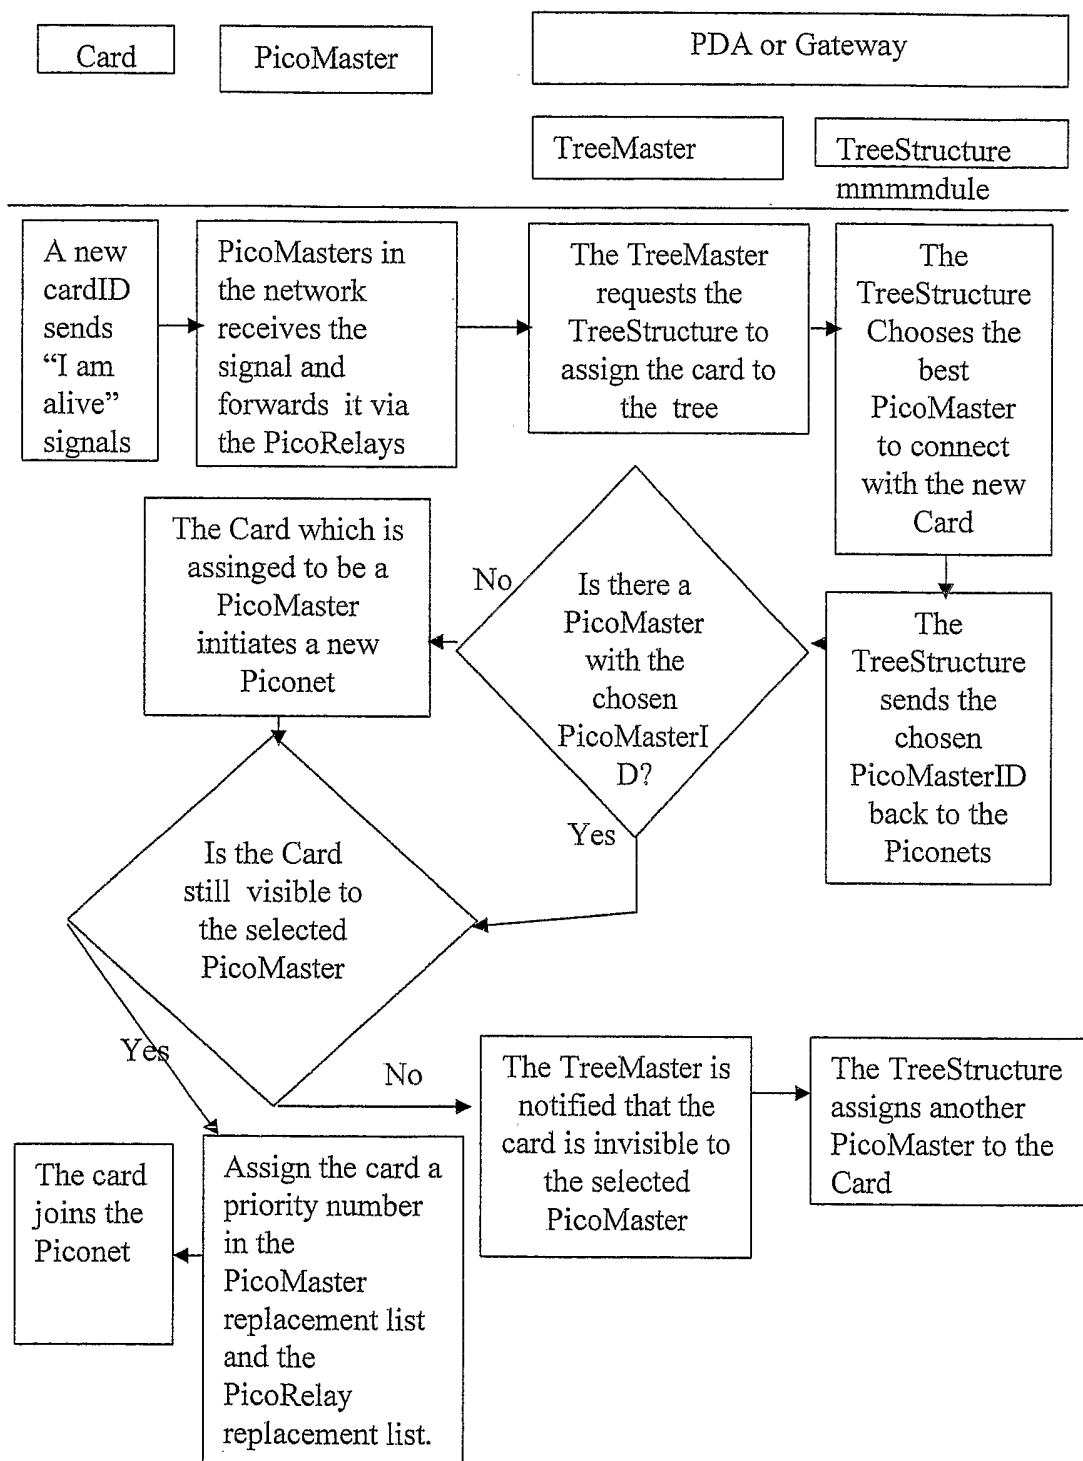 Card
PicoMaster
PDA or Gateway
TreeMaster
TreeStructure
mmmmdule
A new
cardID
sends
“I am
alive”
signals
PicoMasters in
the network
receives the
signal and
forwards it via
the PicoRelays
The TreeMaster
requests the
TreeStructure to
assign the card to
the tree
The
TreeStructure
Chooses the
best
PicoMaster
to connect
with the new
Card
The Card which is
assinged to be a
PicoMaster
initiates a new
Piconet
No
Is there a
PicoMaster
with the
chosen
PicoMasterI
D?
Yes
The
TreeStructure
sends the
chosen
PicoMasterID
back to the
Piconets
Is the Card
still visible to
the selected
PicoMaster
Yes
No
The TreeMaster is
notified that the
card is invisible to
the selected
PicoMaster
The TreeStructure
assigns another
PicoMaster to the
Card
The card
joins the
Piconet
Assign the card a
priority number
in the
PicoMaster
replacement list
and the
PicoRelay
replacement list.